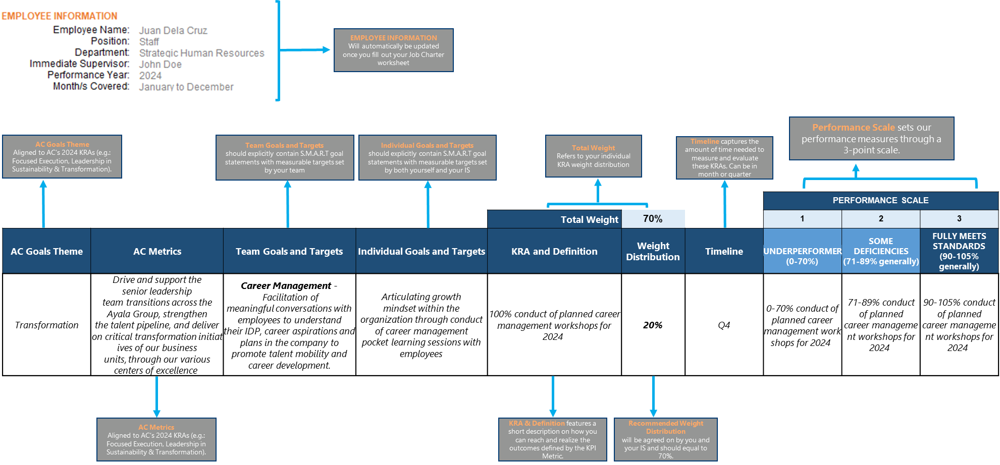 EMPLOYEE INFORMATION
Employee Name: Juan Dela Cruz
Position: Staff
Department: Strategic Human Resources
Immediate Supervisor: John Doe
Performance Year: 2024
Month/s Covered: January to December
EMPLOYEE INFORMATION
Will automatically be updated
once you fill out your Job Charter
worksheet
AC Goals Theme
Aligned to AC's 2024 KRAs (e.g.:
Focused Execution, Leadership in
Sustainability & Transformation).
Team Goals and Targets
should explicitly contain S.M.A.R.T goal
statements with measurable targets set
by your team
Individual Goals and Targets
should explicitly contain S.M.A.R.T goal
statements with measurable targets set
by both yourself and your IS
Total Weight
Refers to your individual
KRA weight distribution
Timeline captures the
amount of time needed to
measure and evaluate
these KRAs. Can be in
month or quarter
Performance Scale sets our
performance measures through a
3-point scale.
PERFORMANCE SCALE
Total Weight
70%
1
2
3
AC Goals Theme
AC Metrics
Team Goals and Targets
Individual Goals and Targets
KRA and Definition
Weight
Distribution
Timeline
UNDERPERFORMER
(0-70%)
SOME
DEFICIENCIES
(71-89% generally)
FULLY MEETS
STANDARDS
(90-105%
generally)
Transformation
Drive and support the
senior leadership
team transitions across the
Ayala Group, strengthen
the talent pipeline, and deliver
on critical transformation initiat
ives of our business
units, through our various
centers of excellence
Career Management -
Facilitation of
meaningful conversations with
employees to understand
their IDP, career aspirations and
plans in the company to
promote talent mobility and
career development.
Articulating growth
mindset within the
organization through conduct
of career management
pocket learning sessions with
employees
100% conduct of planned career
management workshops for
2024
20%
Q4
0-70% conduct of
planned career
management work
shops for 2024
71-89% conduct
of planned
career manageme
nt workshops for
2024
90-105% conduct
of planned
career manageme
nt workshops for
2024
AC Metrics
Aligned to AC's 2024 KRAs (e.g.:
Focused Execution, Leadership in
Sustainability & Transformation).
KRA & Definition features a
short description on how you
can reach and realize the
outcomes defined by the KPI
Metric.
Recommended Weight
Distribution
will be agreed on by you and
your IS and should equal to
70%.